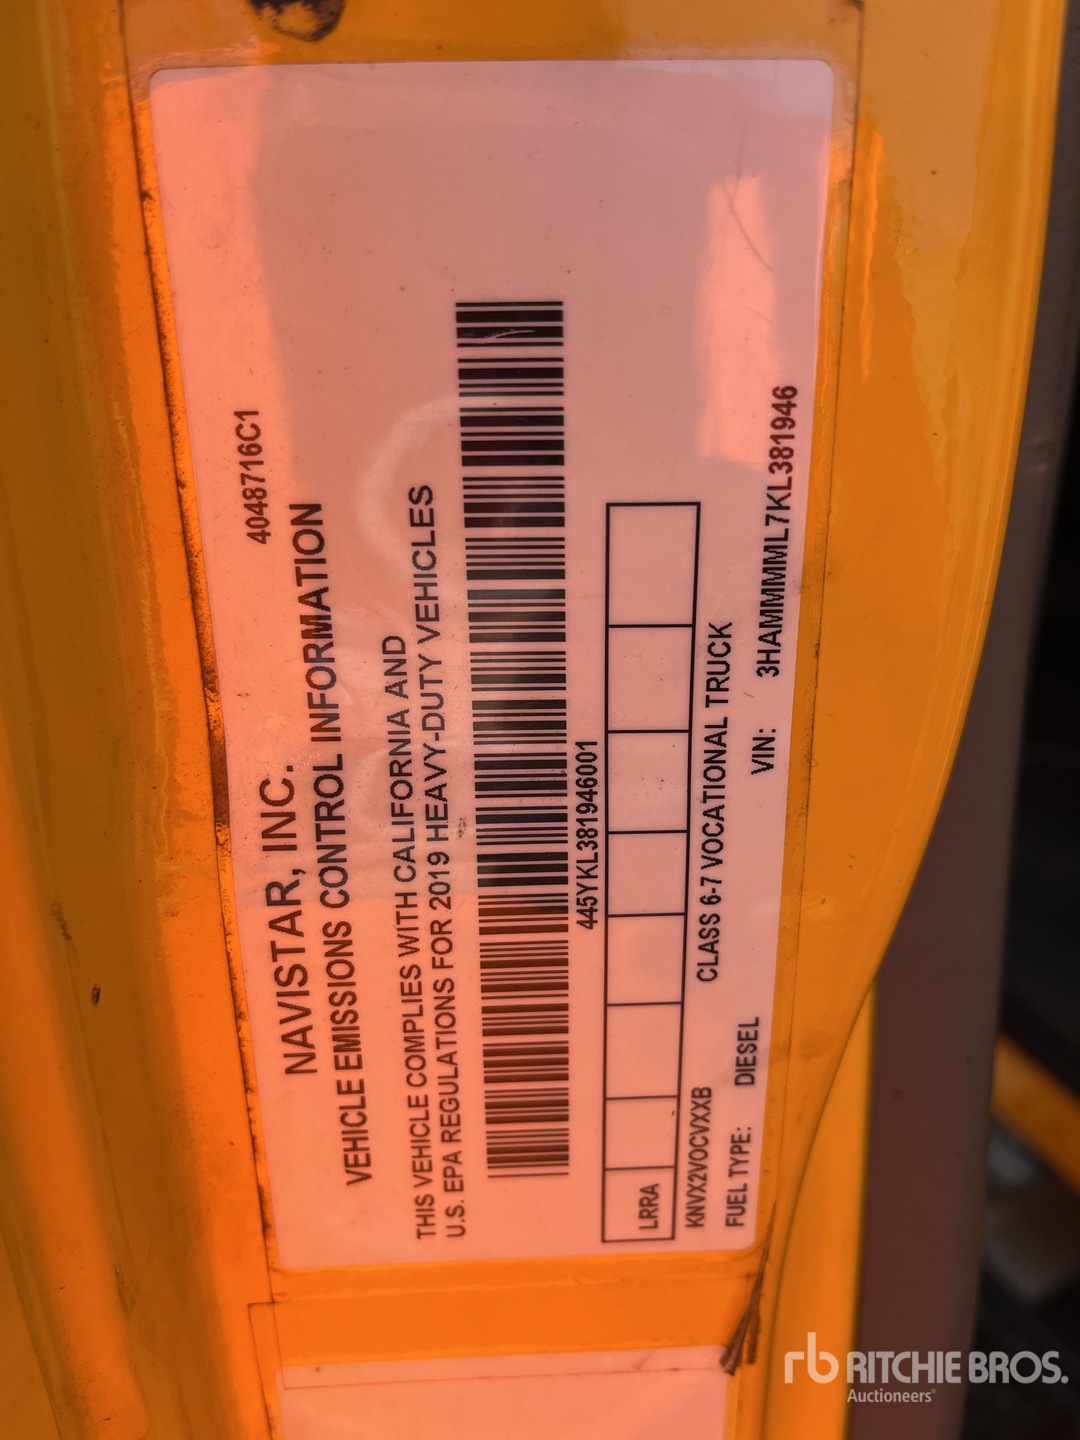 4048716C1
NAVISTAR, INC.
VEHICLE EMISSIONS CONTROL INFORMATION
THIS VEHICLE COMPLIES WITH CALIFORNIA AND
U.S. EPA REGULATIONS FOR 2019 HEAVY-DUTY VEHICLES
445YKL381946001
LRRA
KNVX2VOCVXXB CLASS 6-7 VOCATIONAL TRUCK
FUEL TYPE: DIESEL VIN: 3HAMMMML7KL381946
rb RITCHIE BROS.
Auctioneers